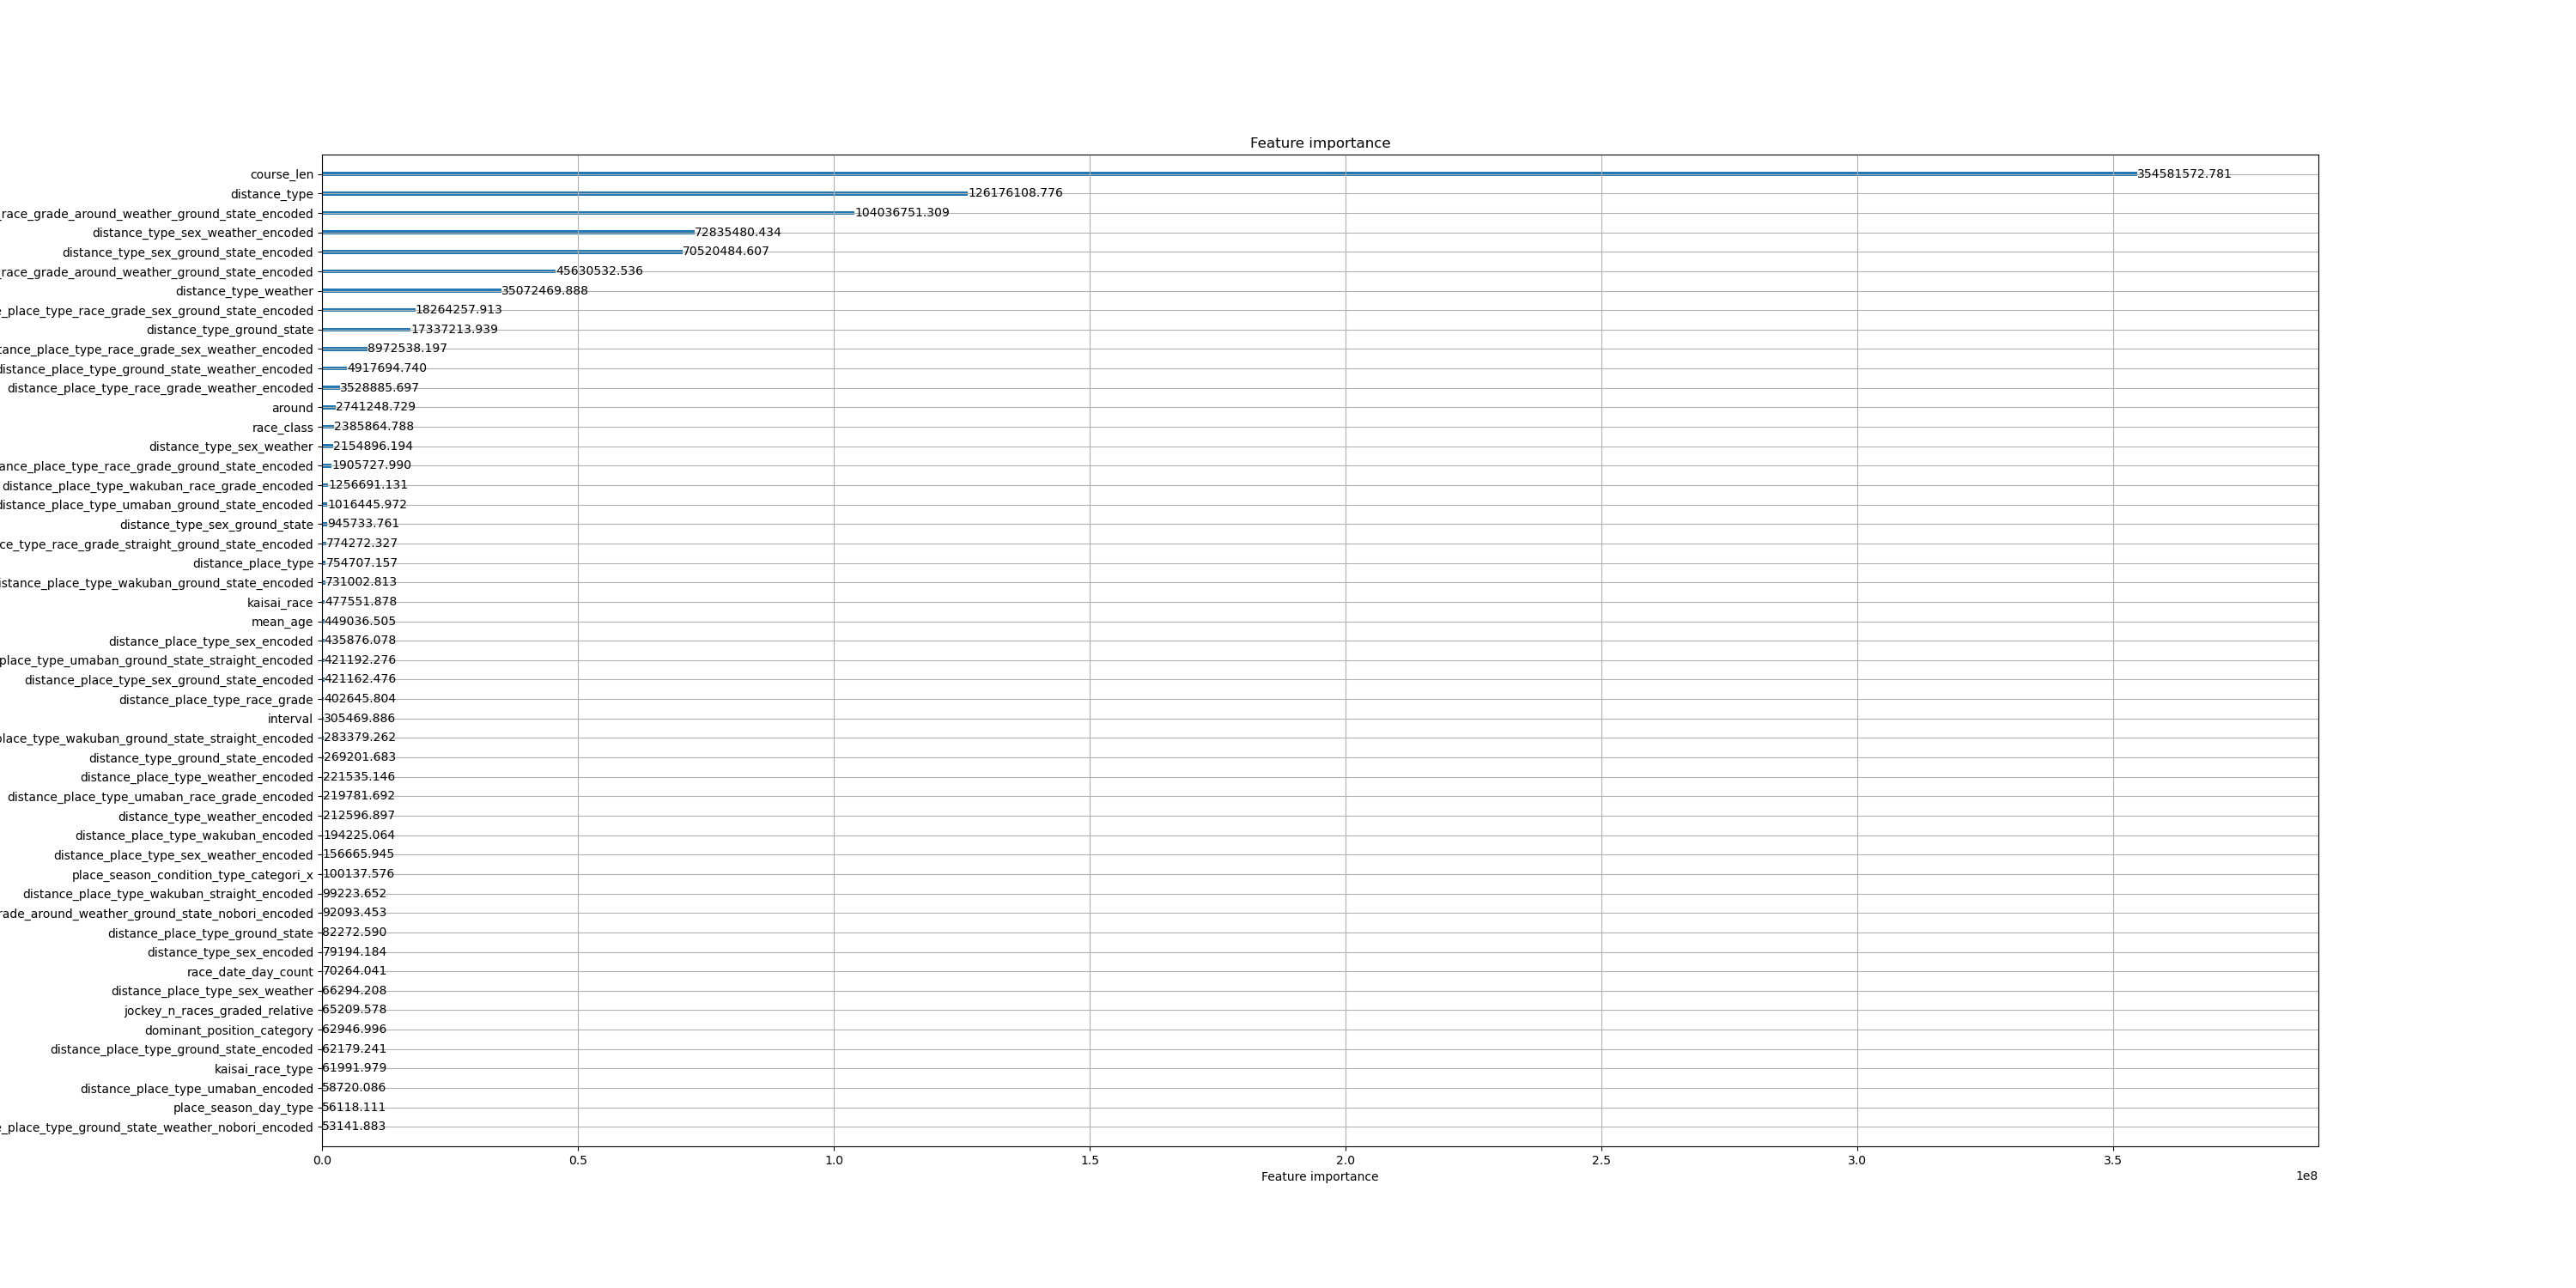 Feature importance
course_len 354581572.781
distance_type 126176108.776
_race_grade_around_weather_ground_state_encoded 104036751.309
distance_type_sex_weather_encoded 72835480.434
distance_type_sex_ground_state_encoded 70520484.607
_race_grade_around_weather_ground_state_encoded 45630532.536
distance_type_weather 35072469.888
_place_type_race_grade_sex_ground_state_encoded 18264257.913
distance_type_ground_state 17337213.939
tance_place_type_race_grade_sex_weather_encoded 8972538.197
distance_place_type_ground_state_weather_encoded 4917694.740
distance_place_type_race_grade_weather_encoded 3528885.697
around 2741248.729
race_class 2385864.788
distance_type_sex_weather 2154896.194
ance_place_type_race_grade_ground_state_encoded 1905727.990
distance_place_type_wakuban_race_grade_encoded 1256691.131
distance_place_type_umaban_ground_state_encoded 1016445.972
distance_type_sex_ground_state 945733.761
ce_type_race_grade_straight_ground_state_encoded 774272.327
distance_place_type 754707.157
istance_place_type_wakuban_ground_state_encoded 731002.813
kaisai_race 477551.878
mean_age 449036.505
distance_place_type_sex_encoded 435876.078
place_type_umaban_ground_state_straight_encoded 421192.276
distance_place_type_sex_ground_state_encoded 421162.476
distance_place_type_race_grade 402645.804
interval 305469.886
place_type_wakuban_ground_state_straight_encoded 283379.262
distance_type_ground_state_encoded 269201.683
distance_place_type_weather_encoded 221535.146
distance_place_type_umaban_race_grade_encoded 219781.692
distance_type_weather_encoded 212596.897
distance_place_type_wakuban_encoded 194225.064
distance_place_type_sex_weather_encoded 156665.945
place_season_condition_type_categori_x 100137.576
distance_place_type_wakuban_straight_encoded 99223.652
rade_around_weather_ground_state_nobori_encoded 92093.453
distance_place_type_ground_state 82272.590
distance_type_sex_encoded 79194.184
race_date_day_count 70264.041
distance_place_type_sex_weather 66294.208
jockey_n_races_graded_relative 65209.578
dominant_position_category 62946.996
distance_place_type_ground_state_encoded 62179.241
kaisai_race_type 61991.979
distance_place_type_umaban_encoded 58720.086
place_season_day_type 56118.111
_place_type_ground_state_weather_nobori_encoded 53141.883
0.0 0.5 1.0 1.5 2.0 2.5 3.0 3.5
Feature importance 1e8